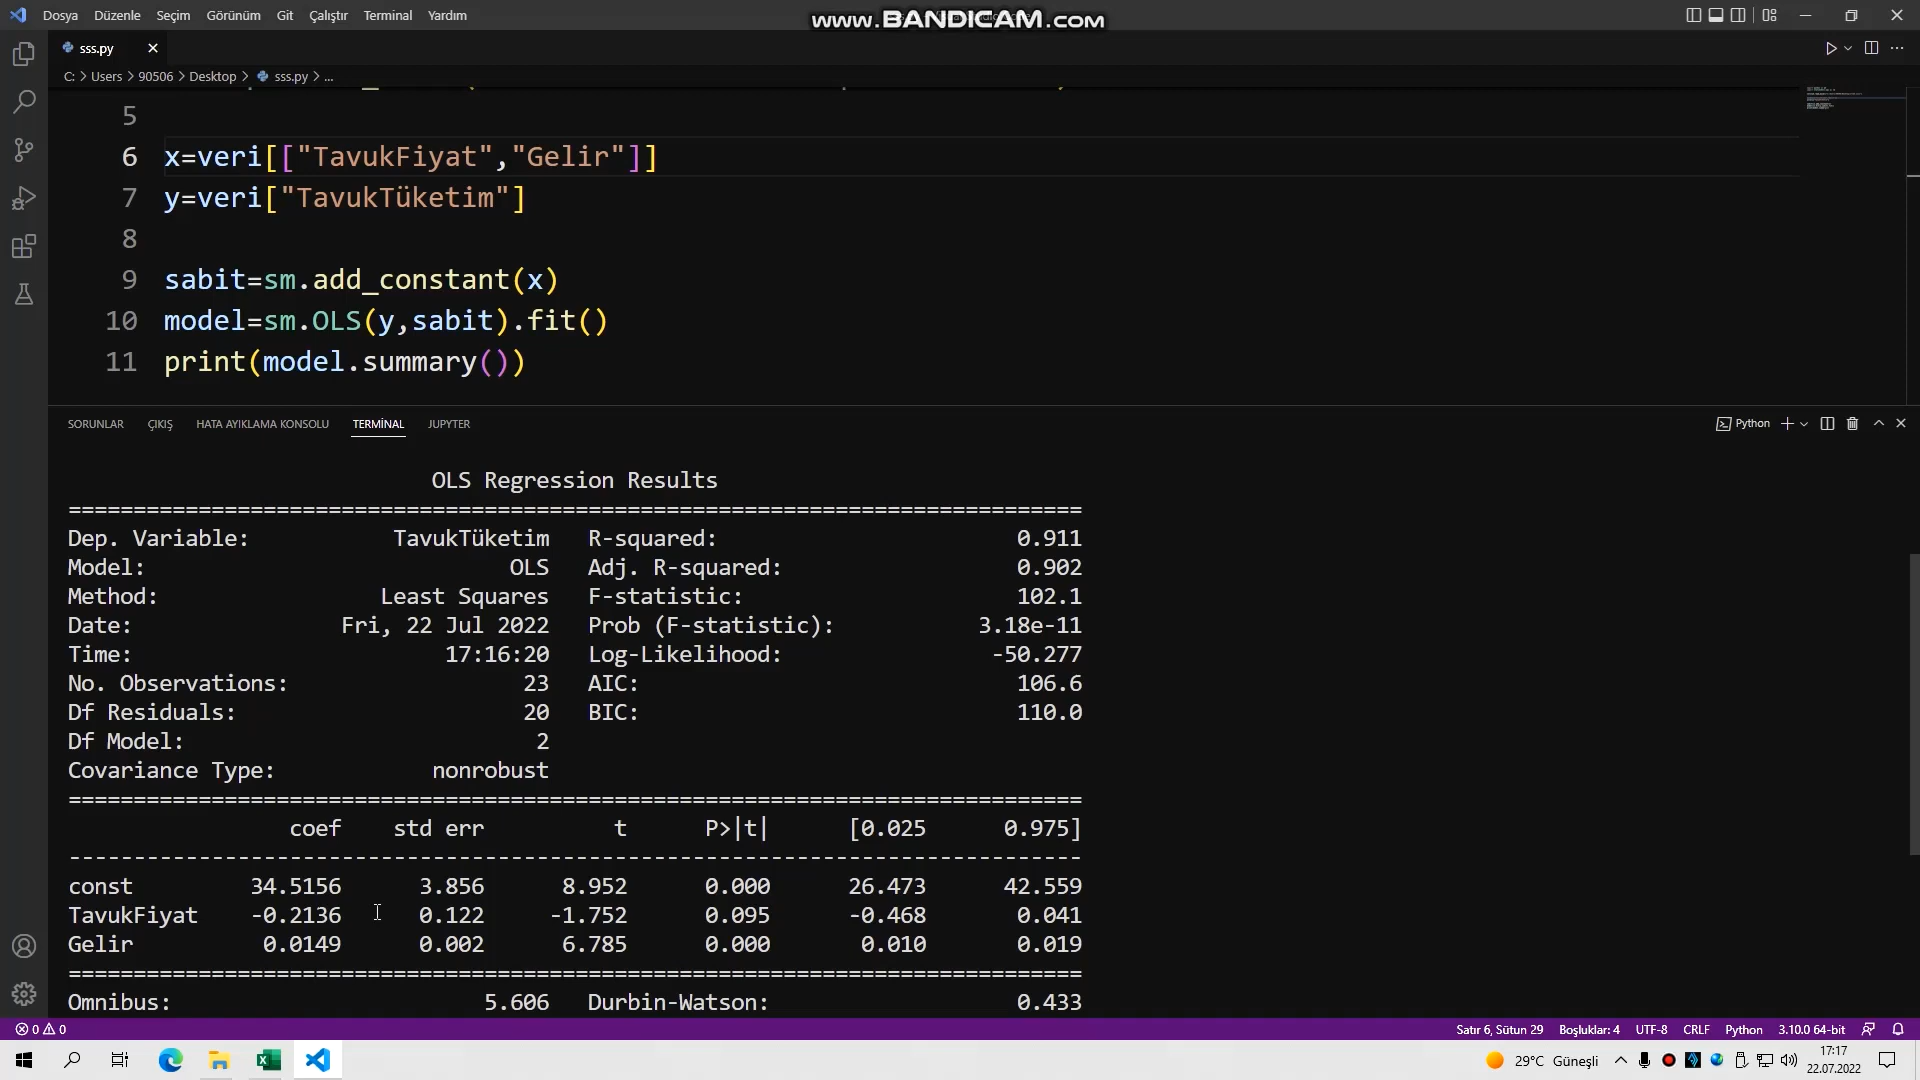 Dosya Düzenle Seçim Görünüm Git Çalıştır Terminal Yardım
www.BANDICAM.com
sss.py
C: > Users > 90506 > Desktop > sss.py > ...
5
6 x=veri[["TavukFiyat","Gelir"]]
7 y=veri["TavukTüketim"]
8
9 sabit=sm.add_constant(x)
10 model=sm.OLS(y,sabit).fit()
11 print(model.summary())
SORUNLAR ÇIKIŞ HATA AYIKLAMA KONSOLU TERMİNAL JUPYTER
Python
OLS Regression Results
==============================================================================
Dep. Variable: TavukTüketim R-squared: 0.911
Model: OLS Adj. R-squared: 0.902
Method: Least Squares F-statistic: 102.1
Date: Fri, 22 Jul 2022 Prob (F-statistic): 3.18e-11
Time: 17:16:20 Log-Likelihood: -50.277
No. Observations: 23 AIC: 106.6
Df Residuals: 20 BIC: 110.0
Df Model: 2
Covariance Type: nonrobust
==============================================================================
coef std err t P>|t| [0.025 0.975]
------------------------------------------------------------------------------
const 34.5156 3.856 8.952 0.000 26.473 42.559
TavukFiyat -0.2136 0.122 -1.752 0.095 -0.468 0.041
Gelir 0.0149 0.002 6.785 0.000 0.010 0.019
==============================================================================
Omnibus: 5.606 Durbin-Watson: 0.433
0 0 Satır 6, Sütun 29 Boşluklar: 4 UTF-8 CRLF Python 3.10.0 64-bit
29°C Güneşli
17:17
22.07.2022